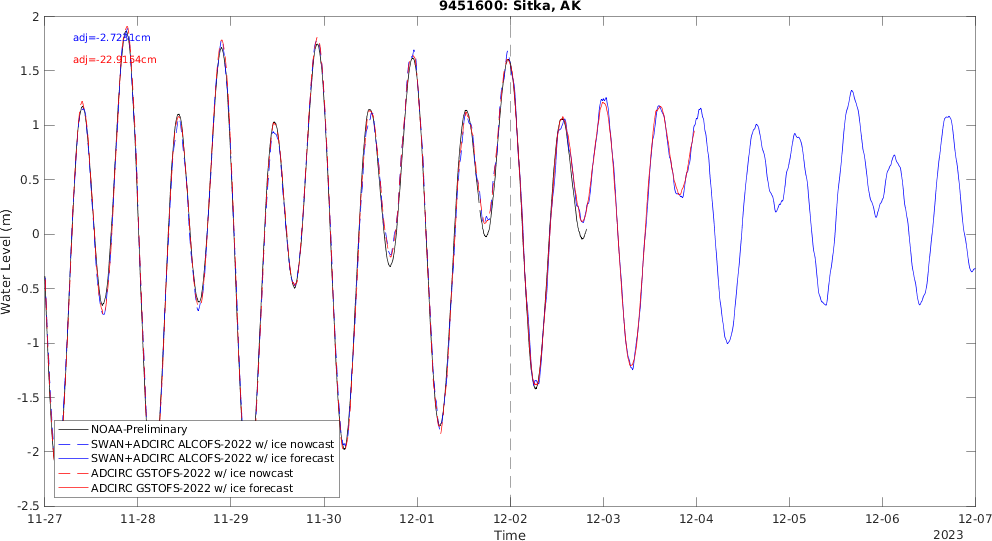 9451600: Sitka, AK
adj=-2.7231cm
adj=-22.9164cm
Water Level (m)
2
1.5
1
0.5
0
-0.5
-1
-1.5
-2
-2.5
NOAA-Preliminary
SWAN+ADCIRC ALCOFS-2022 w/ ice nowcast
SWAN+ADCIRC ALCOFS-2022 w/ ice forecast
ADCIRC GSTOFS-2022 w/ ice nowcast
ADCIRC GSTOFS-2022 w/ ice forecast
11-27 11-28 11-29 11-30 12-01 12-02 12-03 12-04 12-05 12-06 12-07
Time
2023